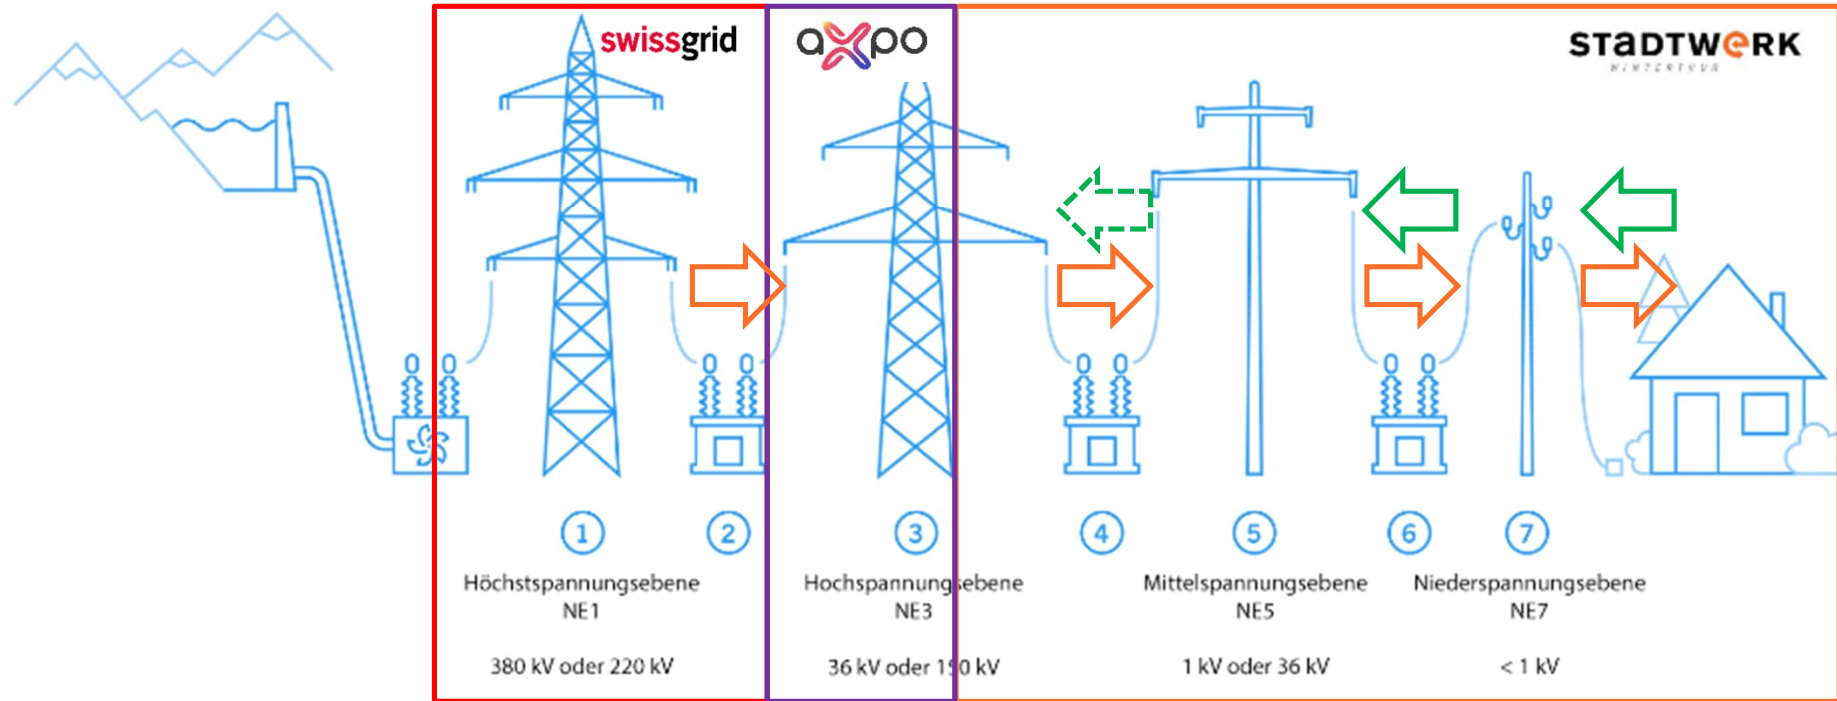 swissgrid
axpo
STADTWERK
WINTERTHUR
1
2
3
4
5
6
7
Höchstspannungsebene
NE1
Hochspannungsebene
NE3
Mittelspannungsebene
NE5
Niederspannungsebene
NE7
380 kV oder 220 kV
36 kV oder 150 kV
1 kV oder 36 kV
< 1 kV